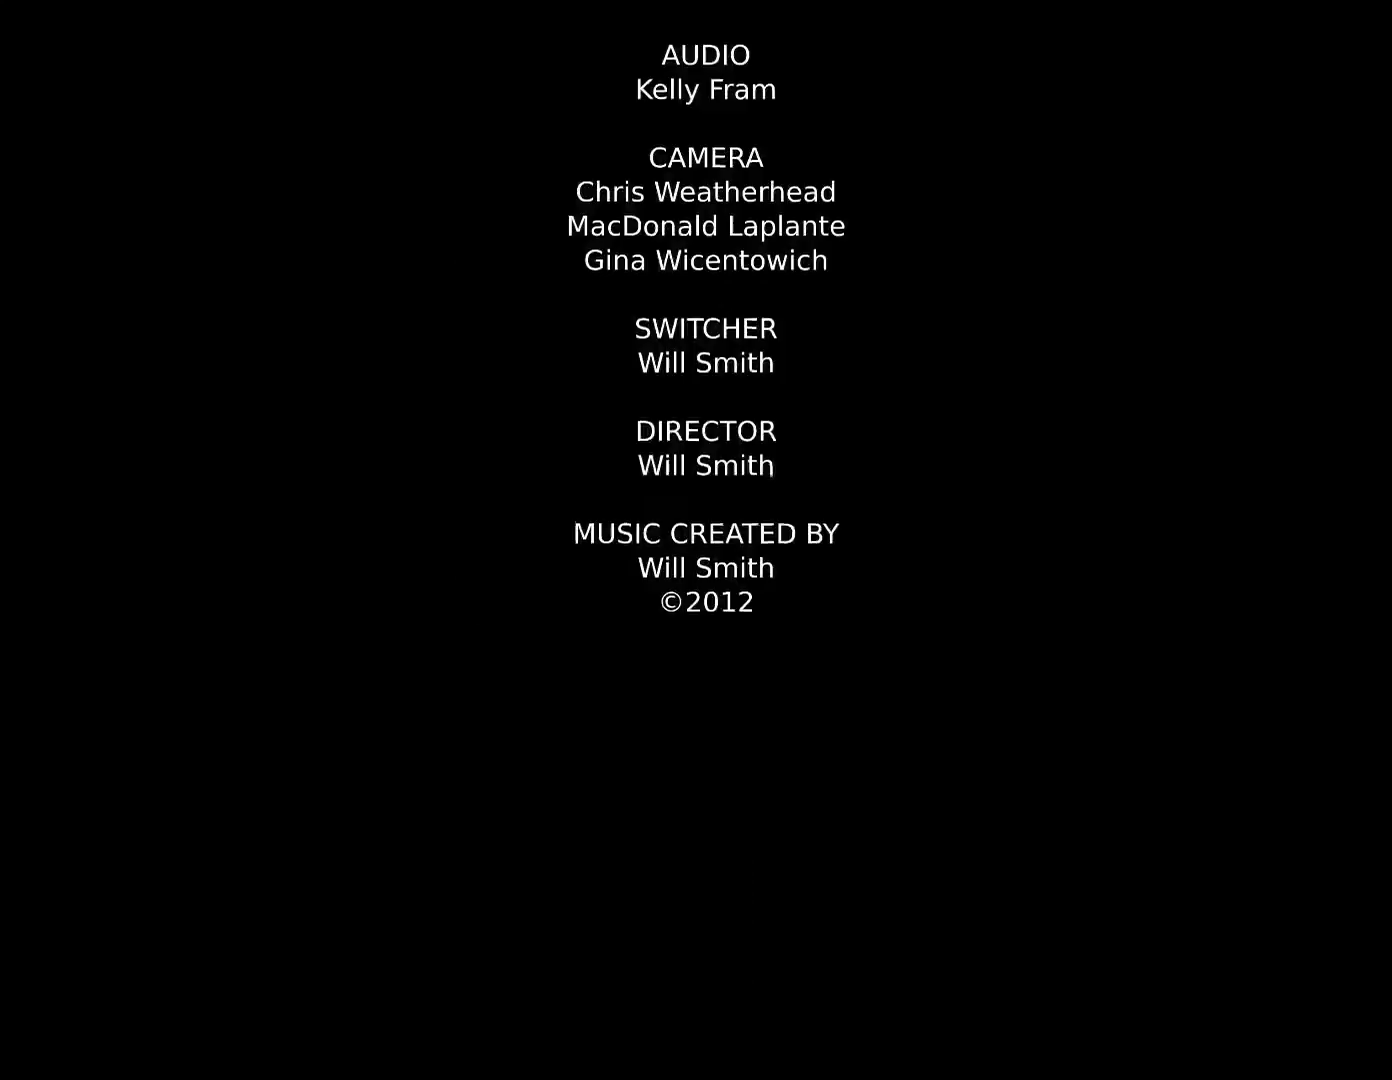 AUDIO
Kelly Fram
CAMERA
Chris Weatherhead
MacDonald Laplante
Gina Wicentowich
SWITCHER
Will Smith
DIRECTOR
Will Smith
MUSIC CREATED BY
Will Smith
©2012